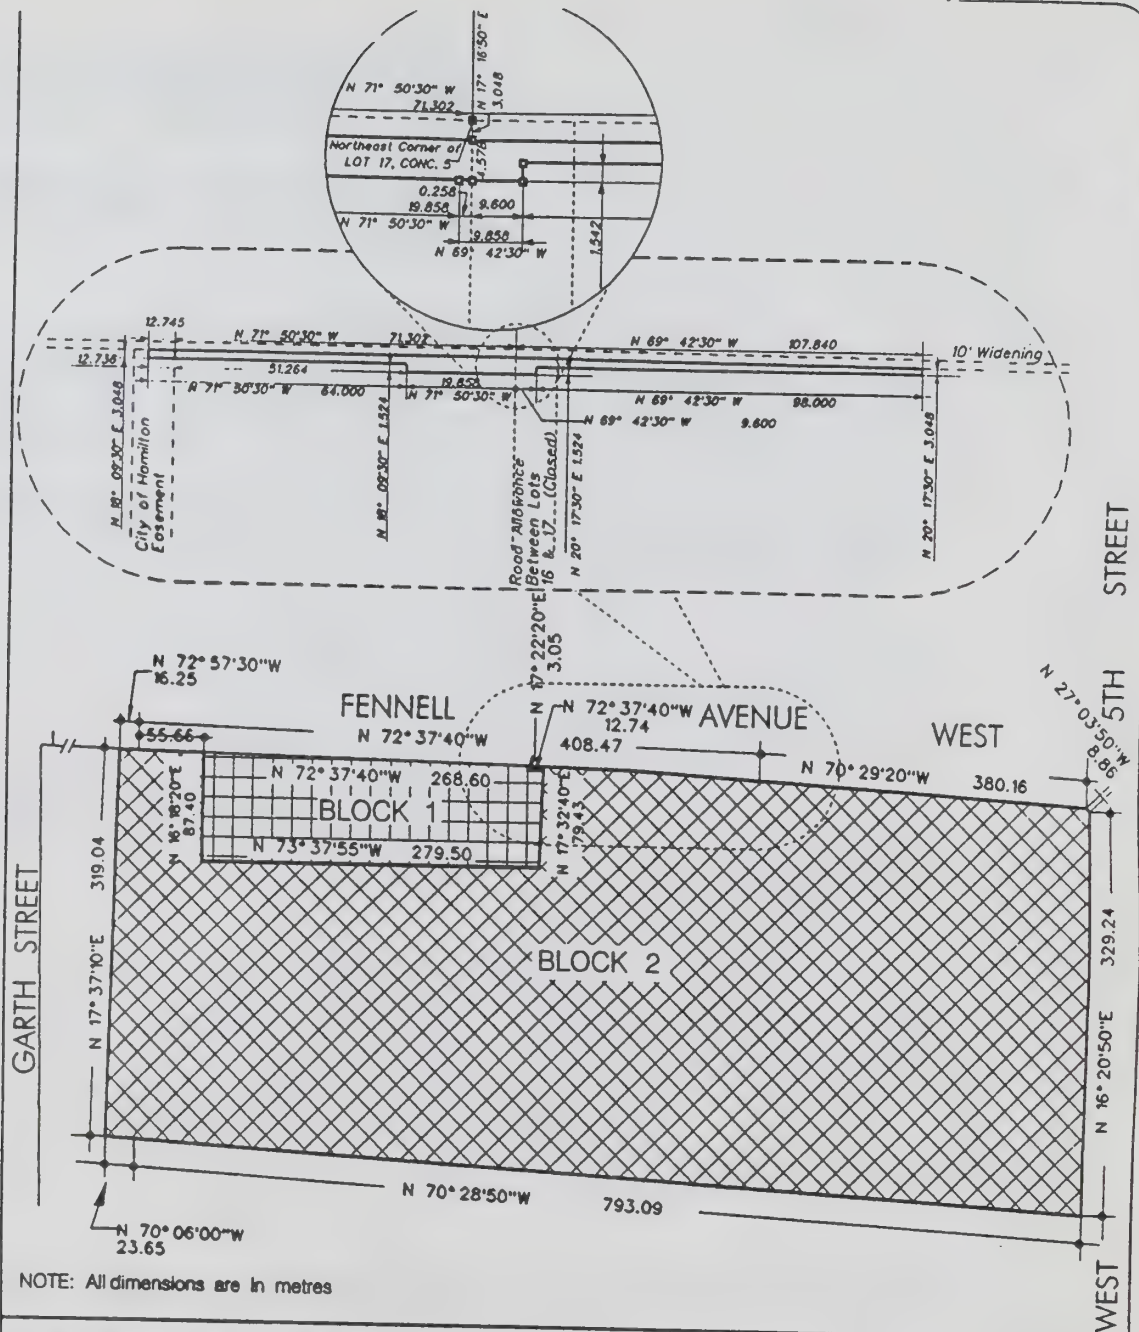 N 71° 50'30" W
71.302
N 17° 16'50" E
3.048
Northeast Corner of
LOT 17, CONC. 5
4.578
0.258
19.858
9.600
N 71° 50'30" W
9.858
N 69° 42'30" W
1.542
12.745
N 71° 50'30" W
71.302
N 69° 42'30" W
107.840
10' Widening
12.736
51.264
19.858
64.000
N 71° 50'30" W
N 69° 42'30" W
98.000
N 69° 42'30" W
9.600
N 18° 09'30" E 3.048
City of Hamilton
Easement
N 18° 09'30" E 1.524
Road Allowance
Between Lots
16 & 17 (Closed)
N 20° 17'30" E 1.524
N 20° 17'30" E 3.048
5TH STREET
N 17° 22'20"E
3.05
N 72° 57'30"W
16.25
FENNELL AVENUE WEST
N 72° 37'40"W
12.74
N 27° 03'50"W
8.86
55.66
N 72° 37'40"W
408.47
N 70° 29'20"W
380.16
N 72° 37'40"W
268.60
BLOCK 1
N 16° 18'20"E
87.40
N 17° 32'40"E
79.43
N 73° 37'55"W
279.50
BLOCK 2
GARTH STREET
N 17° 37'10"E
319.04
N 16° 20'50"E
329.24
N 70° 28'50"W
793.09
N 70° 06'00"W
23.65
WEST
NOTE: All dimensions are in metres